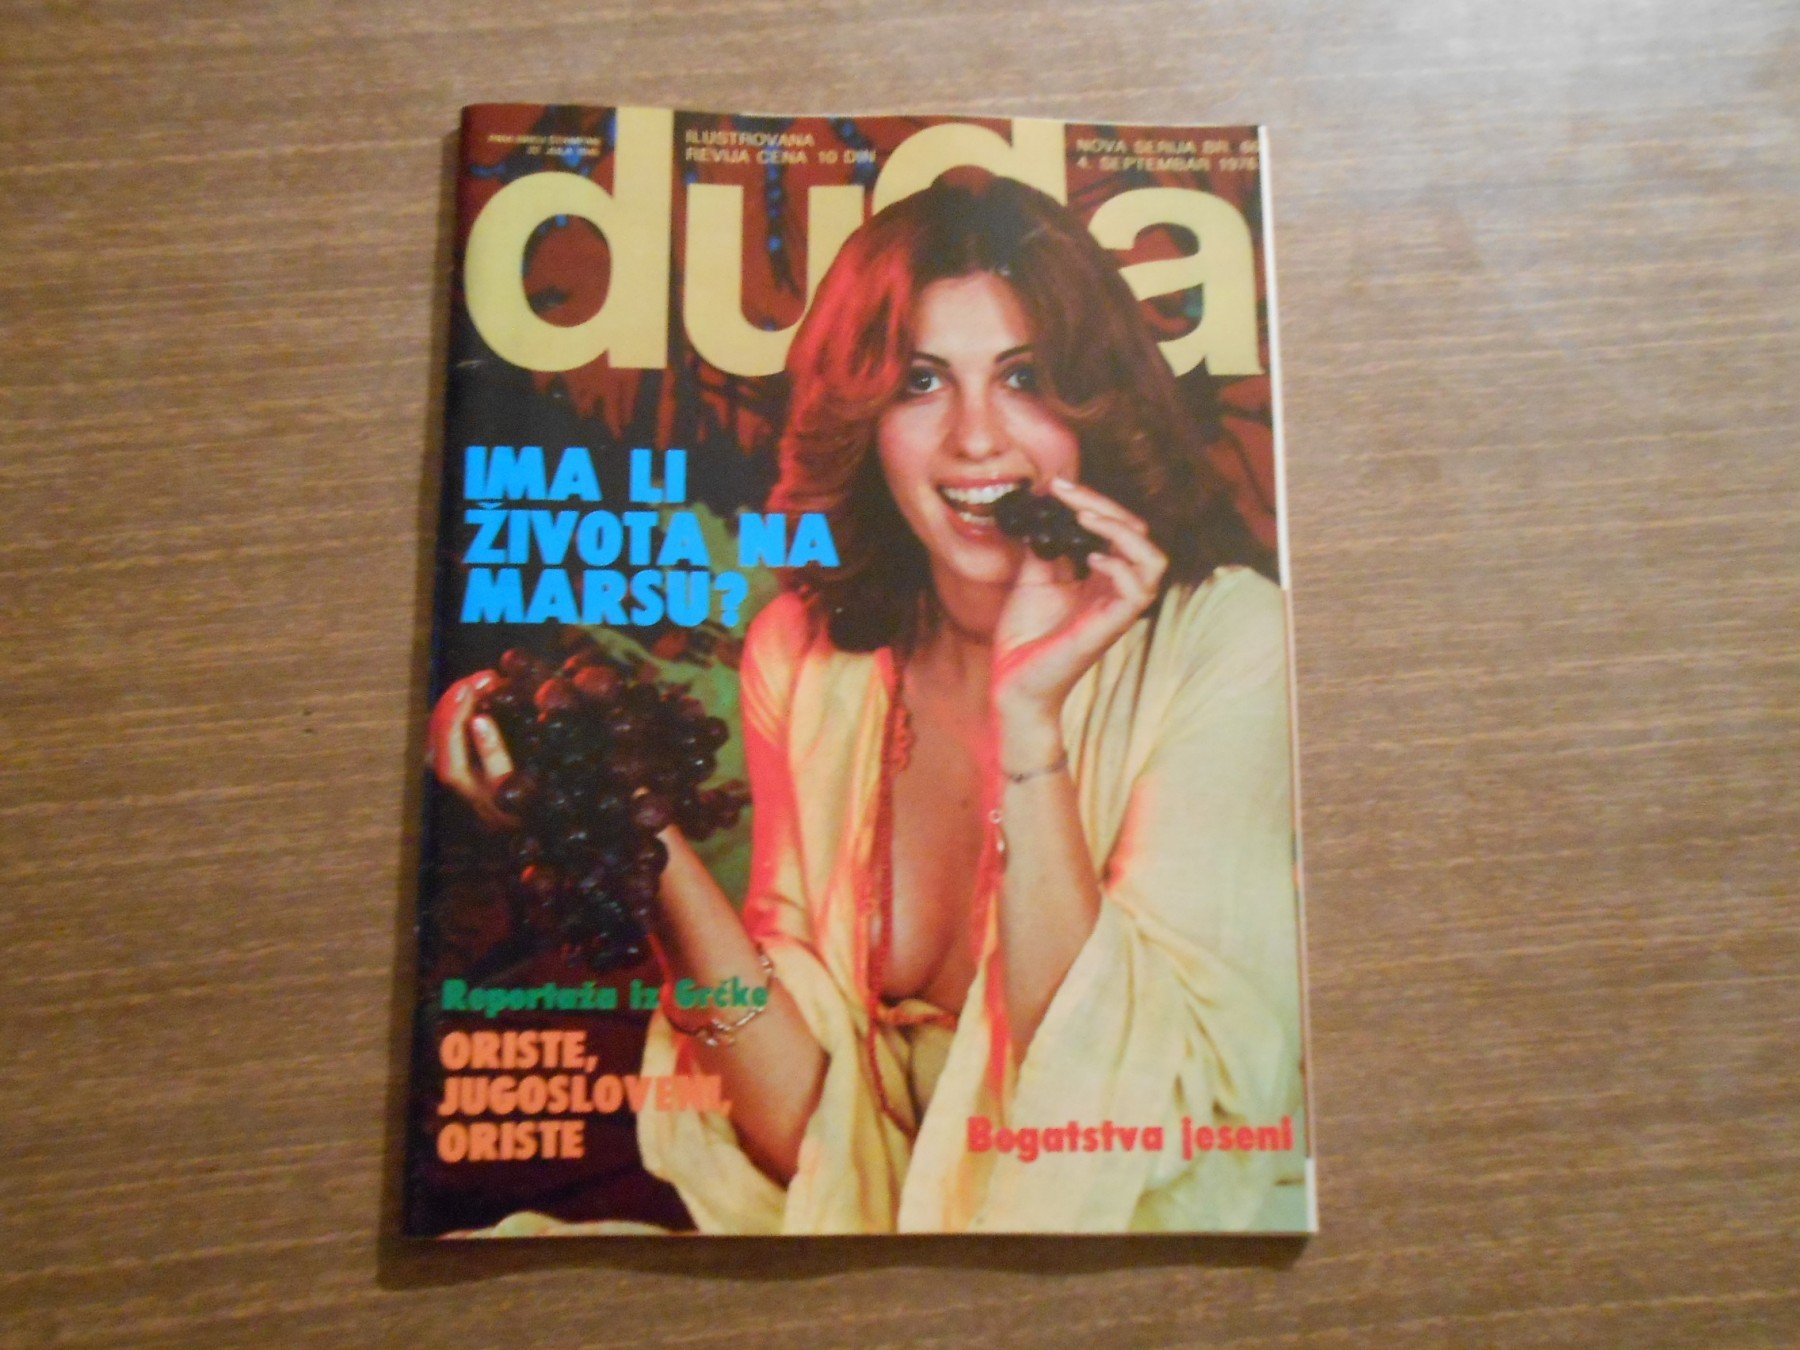 ILUSTROVANA
REVIJA CENA 10 DIN
NOVA SERIJA BR.
4. SEPTEMBAR 1976
duga
IMA LI
ŽIVOTA NA
MARSU?
Reportaža iz Grčke
ORISTE,
JUGOSLOVENI,
ORISTE
Bogatstva jeseni